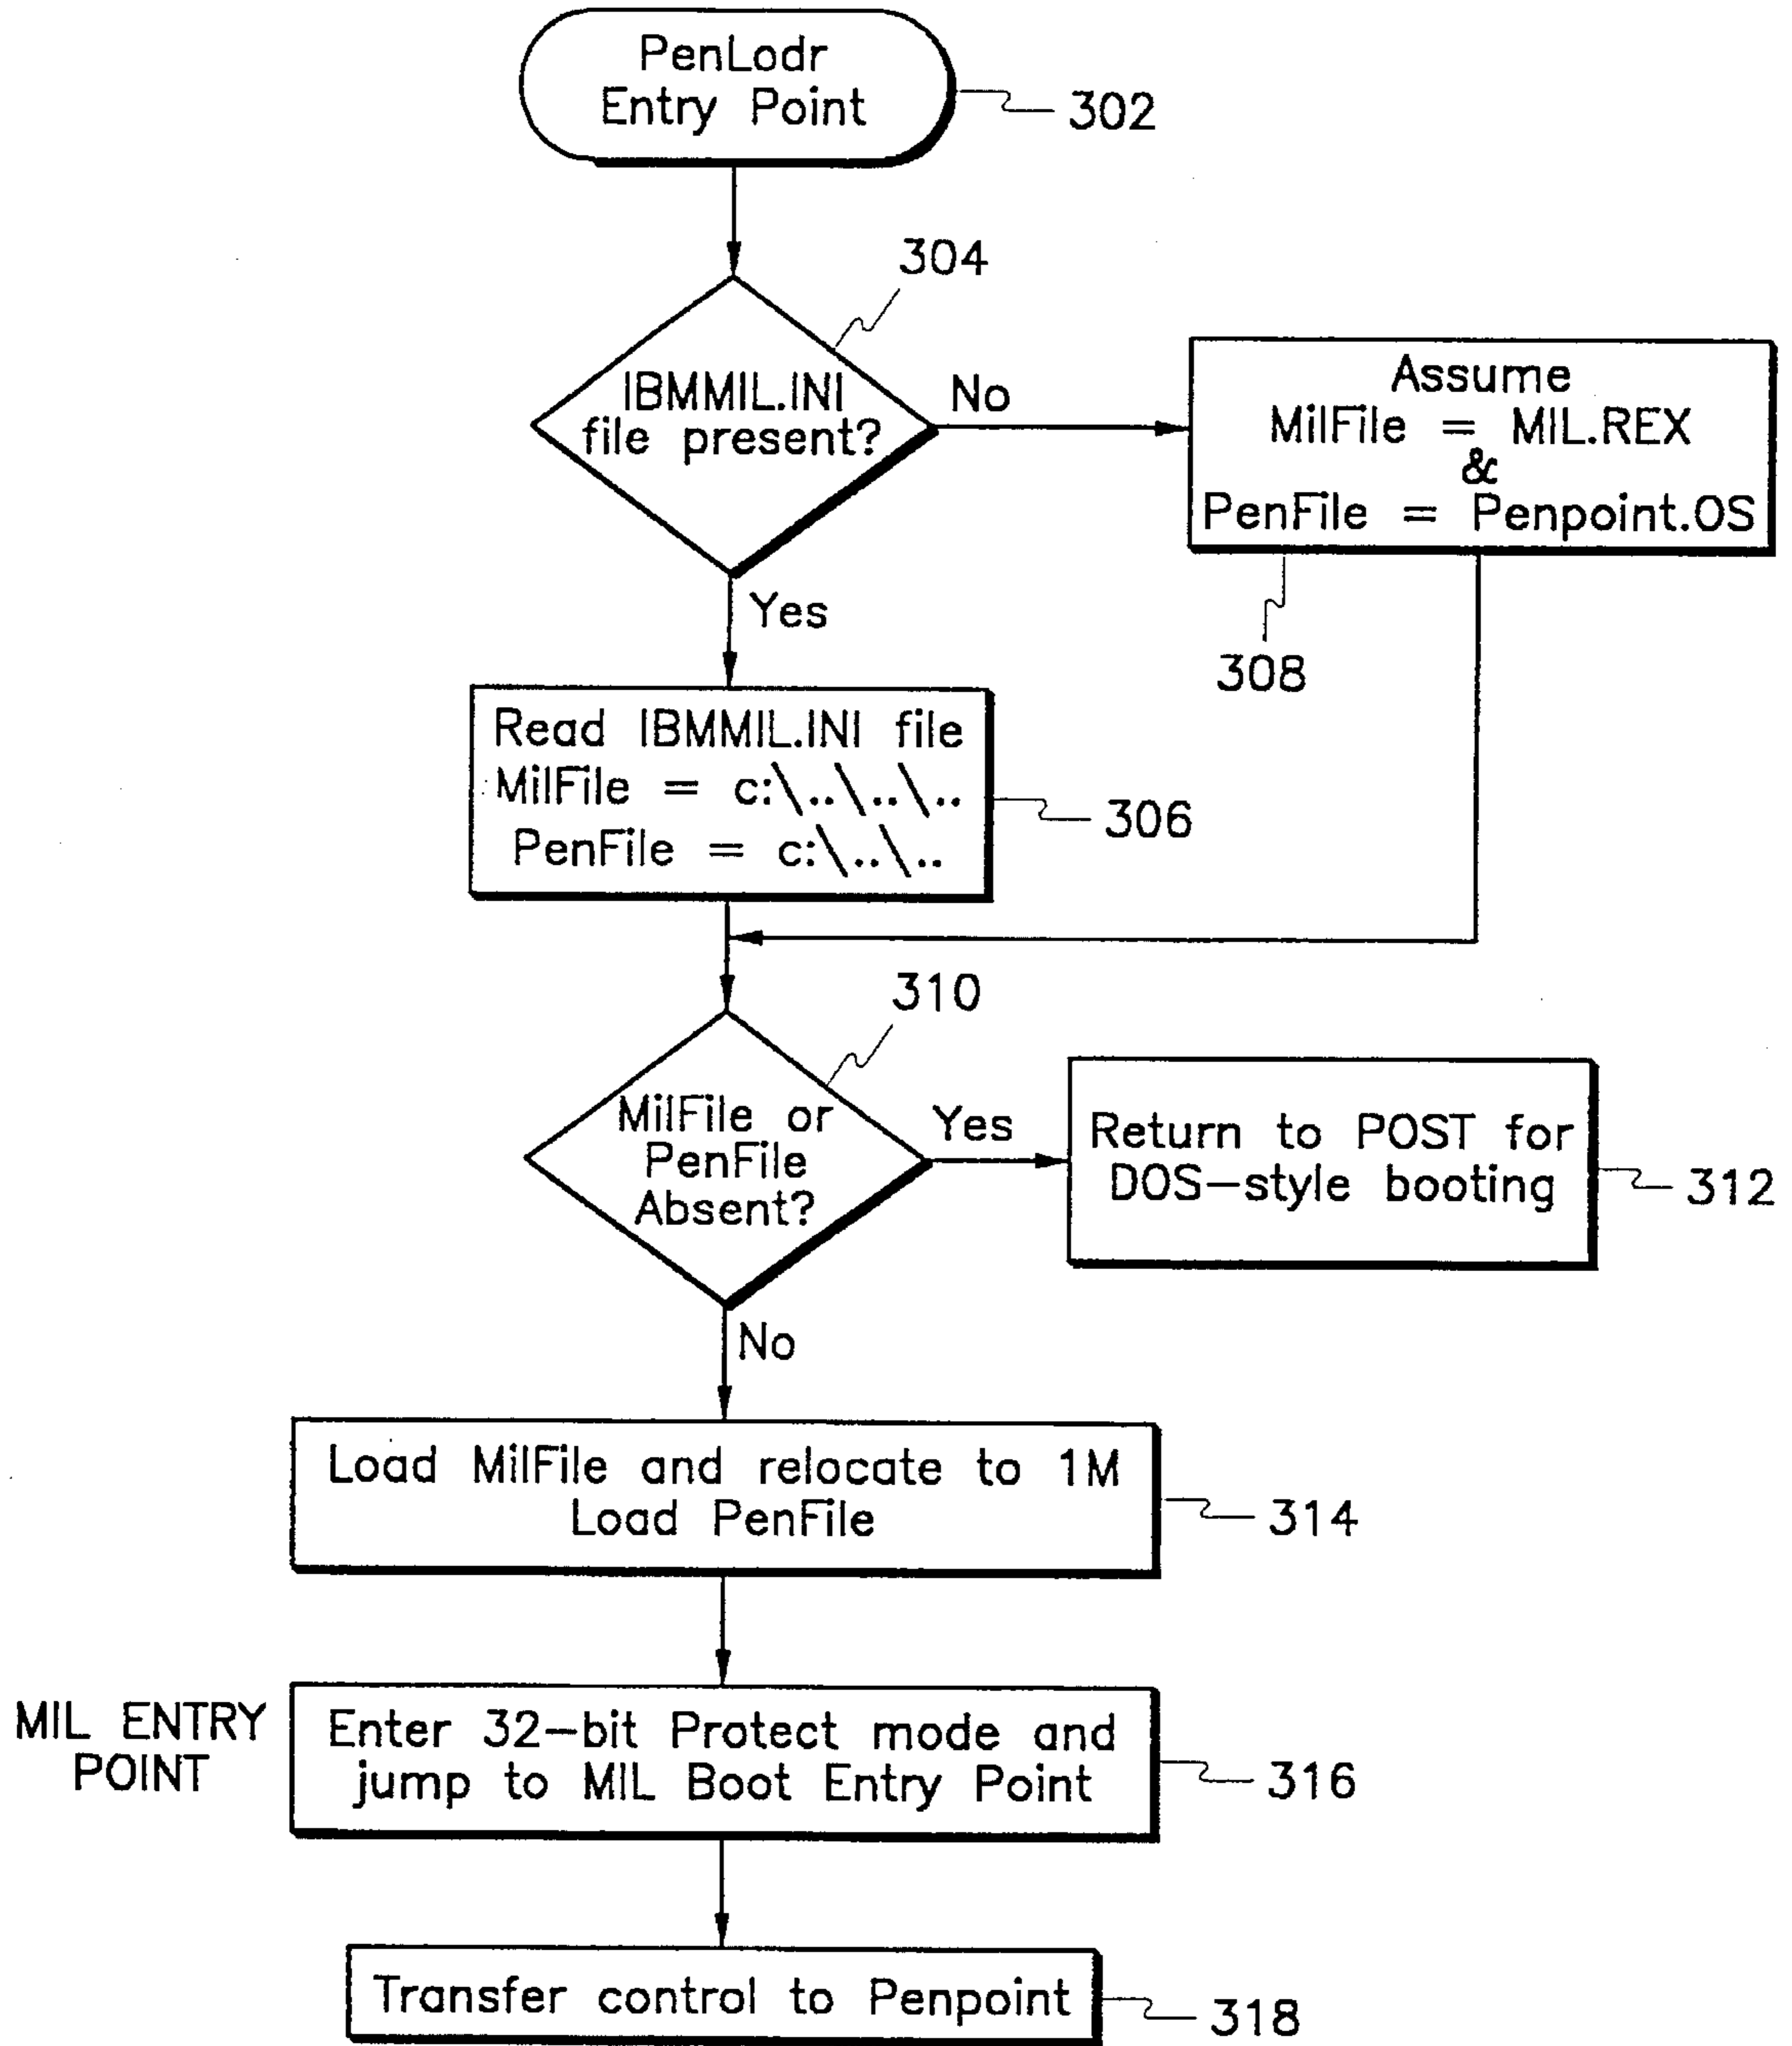 PenLodr
Entry Point
302
304
IBMMIL.INI
file present?
No
Assume
MilFile = MIL.REX
&
PenFile = Penpoint.OS
308
Yes
Read IBMMIL.INI file
MilFile = c:\..\..\..
PenFile = c:\..\..
306
310
MilFile or
PenFile
Absent?
Yes
Return to POST for
DOS-style booting
312
No
Load MilFile and relocate to 1M
Load PenFile
314
MIL ENTRY
POINT
Enter 32-bit Protect mode and
jump to MIL Boot Entry Point
316
Transfer control to Penpoint
318